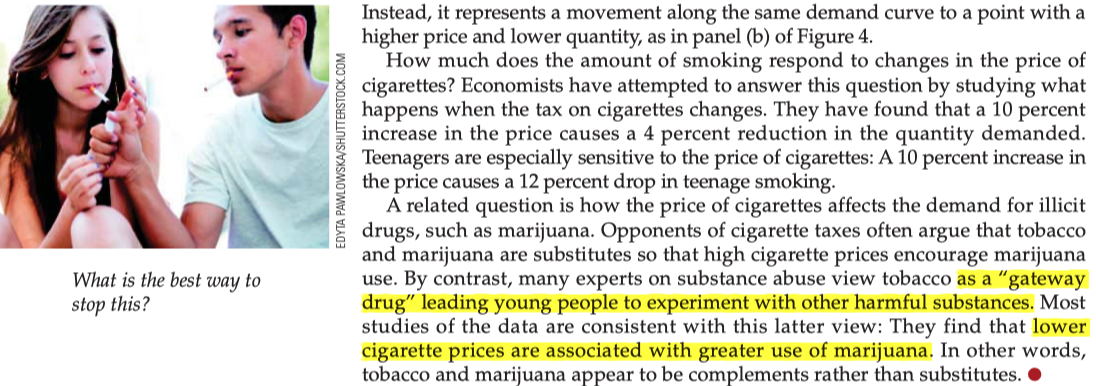 Instead, it represents a movement along the same demand curve to a point with a
higher price and lower quantity, as in panel (b) of Figure 4.
How much does the amount of smoking respond to changes in the price of
cigarettes? Economists have attempted to answer this question by studying what
happens when the tax on cigarettes changes. They have found that a 10 percent
increase in the price causes a 4 percent reduction in the quantity demanded.
Teenagers are especially sensitive to the price of cigarettes: A 10 percent increase in
the price causes a 12 percent drop in teenage smoking.
A related question is how the price of cigarettes affects the demand for illicit
drugs, such as marijuana. Opponents of cigarette taxes often argue that tobacco
and marijuana are substitutes so that high cigarette prices encourage marijuana
use. By contrast, many experts on substance abuse view tobacco as a “gateway
drug” leading young people to experiment with other harmful substances. Most
studies of the data are consistent with this latter view: They find that lower
cigarette prices are associated with greater use of marijuana. In other words,
tobacco and marijuana appear to be complements rather than substitutes.
EDYTA PAWLOWSKA/SHUTTERSTOCK.COM
What is the best way to
stop this?